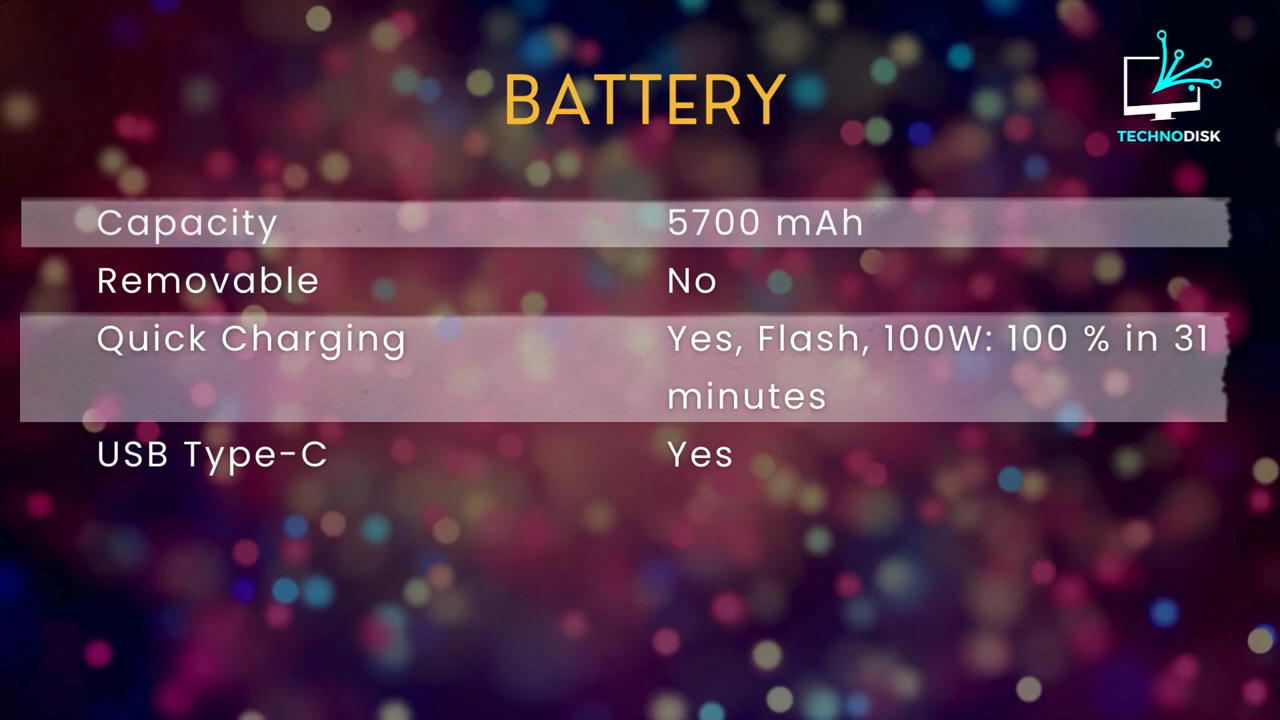 BATTERY
TECHNODISK
Capacity 5700 mAh
Removable No
Quick Charging Yes, Flash, 100W: 100 % in 31
minutes
USB Type-C Yes